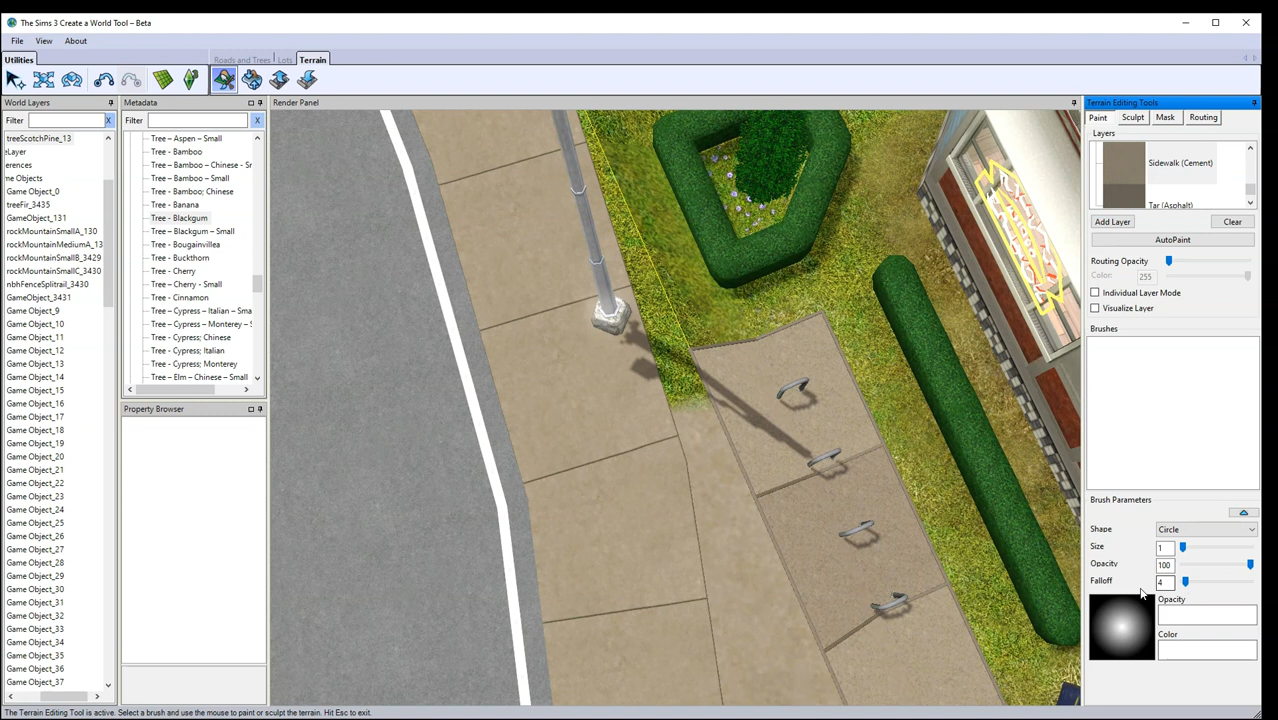 The Sims 3 Create a World Tool – Beta
File View About
Utilities Roads and Trees Lots Terrain
World Layers
Filter X
treeScotchPine_13
eLayer
erences
me Objects
Game Object_0
treeFir_3435
GameObject_131
rockMountainSmallA_130
rockMountainMediumA_13
rockMountainSmallB_3429
rockMountainSmallC_3430
nbhFenceSplitrail_3430
GameObject_3431
Game Object_9
Game Object_10
Game Object_11
Game Object_12
Game Object_13
Game Object_14
Game Object_15
Game Object_16
Game Object_17
Game Object_18
Game Object_19
Game Object_20
Game Object_21
Game Object_22
Game Object_23
Game Object_24
Game Object_25
Game Object_26
Game Object_27
Game Object_28
Game Object_29
Game Object_30
Game Object_31
Game Object_32
Game Object_33
Game Object_34
Game Object_35
Game Object_36
Game Object_37
Metadata
Filter X
Tree – Aspen – Small
Tree - Bamboo
Tree – Bamboo – Chinese - Sr
Tree – Bamboo – Small
Tree - Bamboo; Chinese
Tree - Banana
Tree - Blackgum
Tree – Blackgum – Small
Tree - Bougainvillea
Tree - Buckthorn
Tree - Cherry
Tree – Cherry - Small
Tree - Cinnamon
Tree – Cypress – Italian – Sm
Tree – Cypress – Monterey – S
Tree - Cypress; Chinese
Tree - Cypress; Italian
Tree - Cypress; Monterey
Tree – Elm – Chinese – Small
Property Browser
Render Panel
Terrain Editing Tools
Paint Sculpt Mask Routing
Layers
Sidewalk (Cement)
Tar (Asphalt)
Add Layer Clear
AutoPaint
Routing Opacity
Color: 255
Individual Layer Mode
Visualize Layer
Brushes
Brush Parameters
Shape Circle
Size 1
Opacity 100
Falloff 4
Opacity
Color
The Terrain Editing Tool is active. Select a brush and use the mouse to paint or sculpt the terrain. Hit Esc to exit.